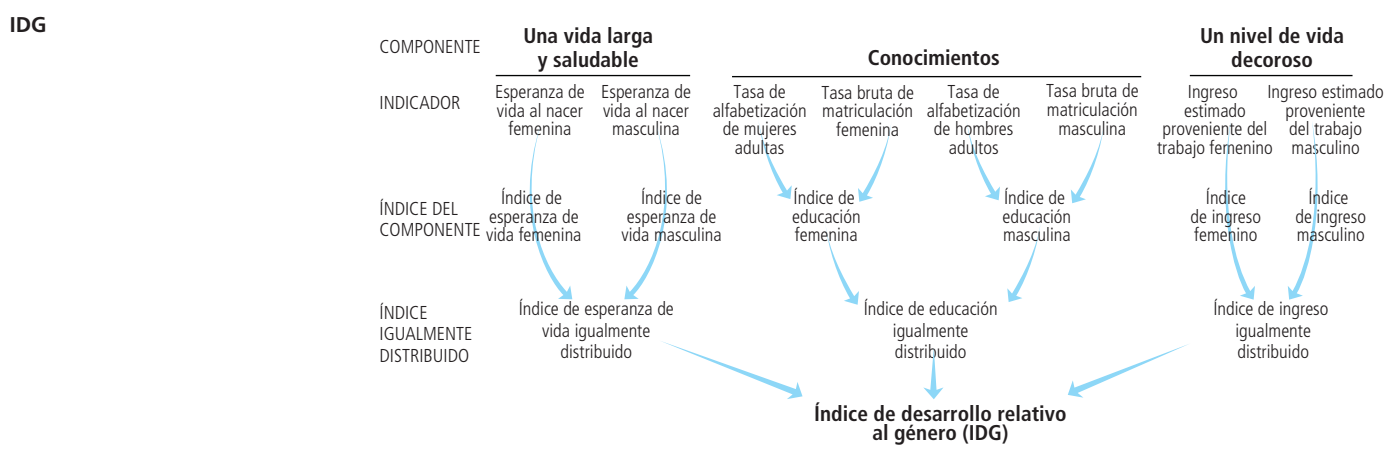 IDG
COMPONENTE
Una vida larga
y saludable
Conocimientos
Un nivel de vida
decoroso
INDICADOR
Esperanza de
vida al nacer
femenina
Esperanza de
vida al nacer
masculina
Tasa de
alfabetización
de mujeres
adultas
Tasa bruta de
matriculación
femenina
Tasa de
alfabetización
de hombres
adultos
Tasa bruta de
matriculación
masculina
Ingreso
estimado
proveniente del
trabajo femenino
Ingreso estimado
proveniente
del trabajo
masculino
ÍNDICE DEL
COMPONENTE
Índice de
esperanza de
vida femenina
Índice de
esperanza de
vida masculina
Índice de
educación
femenina
Índice de
educación
masculina
Índice
de ingreso
femenino
Índice
de ingreso
masculino
ÍNDICE
IGUALMENTE
DISTRIBUIDO
Índice de esperanza de
vida igualmente
distribuido
Índice de educación
igualmente
distribuido
Índice de ingreso
igualmente
distribuido
Índice de desarrollo relativo
al género (IDG)